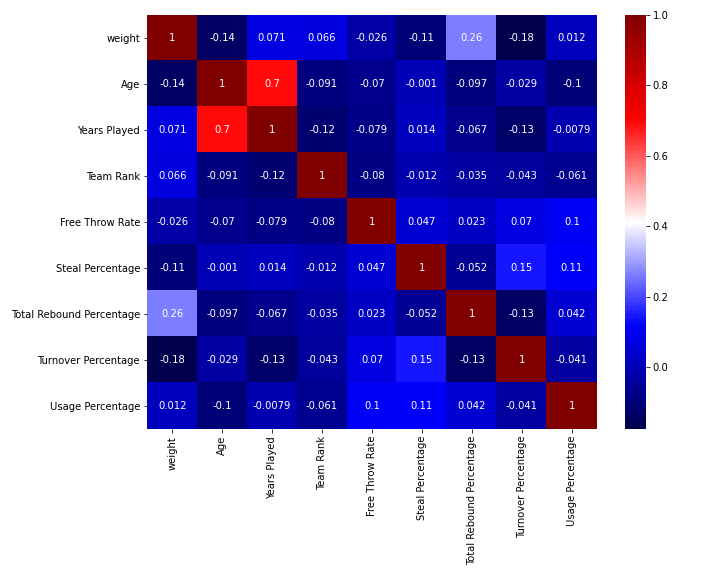 weight 1 -0.14 0.071 0.066 -0.026 -0.11 0.26 -0.18 0.012
Age -0.14 1 0.7 -0.091 -0.07 -0.001 -0.097 -0.029 -0.1
Years Played 0.071 0.7 1 -0.12 -0.079 0.014 -0.067 -0.13 -0.0079
Team Rank 0.066 -0.091 -0.12 1 -0.08 -0.012 -0.035 -0.043 -0.061
Free Throw Rate -0.026 -0.07 -0.079 -0.08 1 0.047 0.023 0.07 0.1
Steal Percentage -0.11 -0.001 0.014 -0.012 0.047 1 -0.052 0.15 0.11
Total Rebound Percentage 0.26 -0.097 -0.067 -0.035 0.023 -0.052 1 -0.13 0.042
Turnover Percentage -0.18 -0.029 -0.13 -0.043 0.07 0.15 -0.13 1 -0.041
Usage Percentage 0.012 -0.1 -0.0079 -0.061 0.1 0.11 0.042 -0.041 1
weight
Age
Years Played
Team Rank
Free Throw Rate
Steal Percentage
Total Rebound Percentage
Turnover Percentage
Usage Percentage
1.0
0.8
0.6
0.4
0.2
0.0